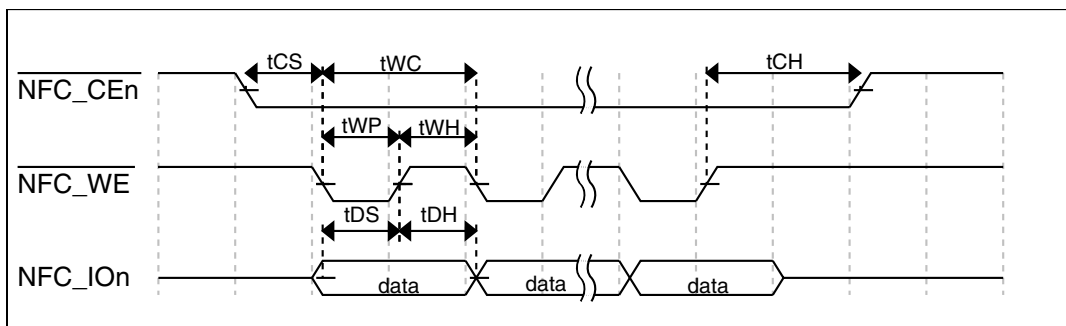 tCS tWC tCH
NFC_CEn
tWP tWH
NFC_WE
tDS tDH
NFC_IOn data data data